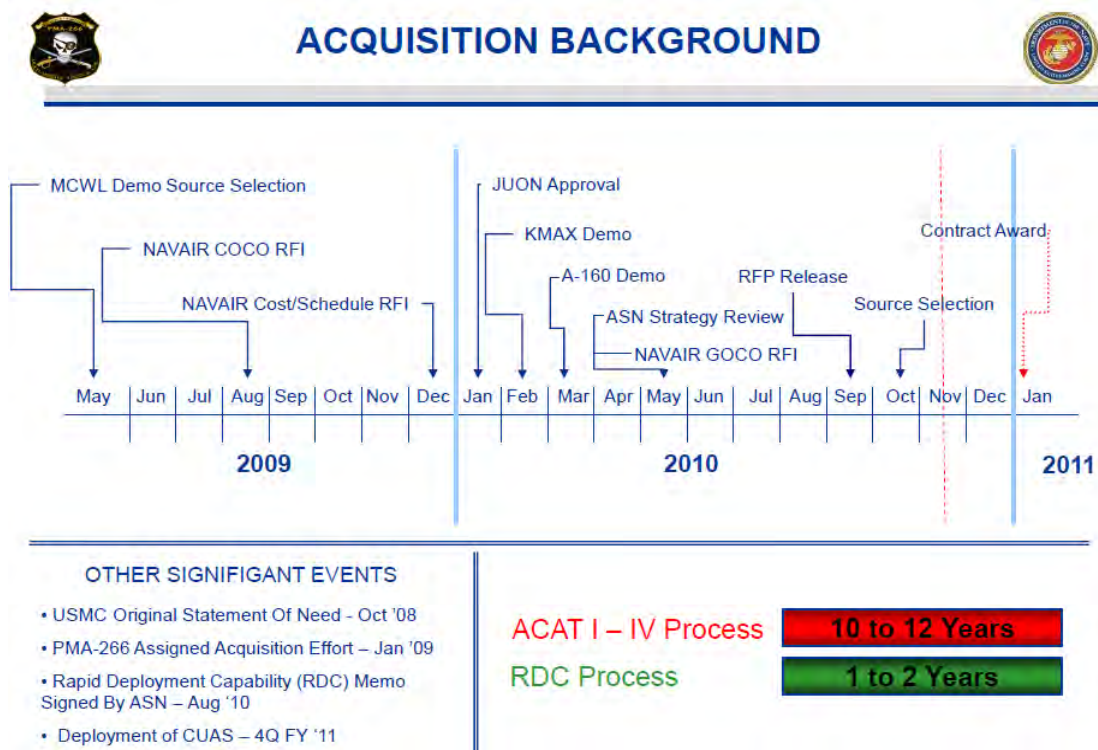 PMA-266
ACQUISITION BACKGROUND
MCWL Demo Source Selection
NAVAIR COCO RFI
NAVAIR Cost/Schedule RFI
JUON Approval
KMAX Demo
A-160 Demo
ASN Strategy Review
NAVAIR GOCO RFI
RFP Release
Source Selection
Contract Award
May Jun Jul Aug Sep Oct Nov Dec Jan Feb Mar Apr May Jun Jul Aug Sep Oct Nov Dec Jan
2009 2010 2011
OTHER SIGNIFIGANT EVENTS
• USMC Original Statement Of Need - Oct '08
• PMA-266 Assigned Acquisition Effort – Jan '09
• Rapid Deployment Capability (RDC) Memo
Signed By ASN – Aug '10
• Deployment of CUAS – 4Q FY '11
ACAT I – IV Process 10 to 12 Years
RDC Process 1 to 2 Years